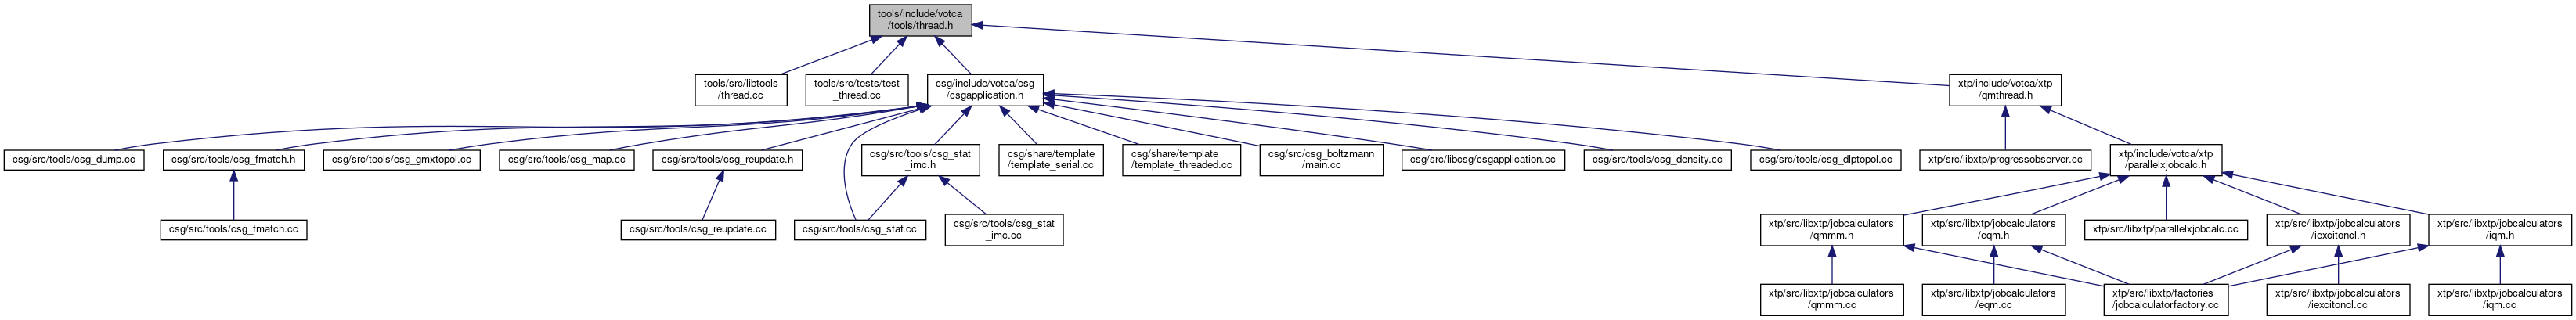 tools/include/votca
/tools/thread.h
tools/src/libtools
/thread.cc
tools/src/tests/test
_thread.cc
csg/include/votca/csg
/csgapplication.h
xtp/include/votca/xtp
/qmthread.h
csg/src/tools/csg_dump.cc
csg/src/tools/csg_fmatch.h
csg/src/tools/csg_gmxtopol.cc
csg/src/tools/csg_map.cc
csg/src/tools/csg_reupdate.h
csg/src/tools/csg_stat
_imc.h
csg/share/template
/template_serial.cc
csg/share/template
/template_threaded.cc
csg/src/csg_boltzmann
/main.cc
csg/src/libcsg/csgapplication.cc
csg/src/tools/csg_density.cc
csg/src/tools/csg_dlptopol.cc
xtp/src/libxtp/progressobserver.cc
xtp/include/votca/xtp
/parallelxjobcalc.h
csg/src/tools/csg_fmatch.cc
csg/src/tools/csg_reupdate.cc
csg/src/tools/csg_stat.cc
csg/src/tools/csg_stat
_imc.cc
xtp/src/libxtp/jobcalculators
/qmmm.h
xtp/src/libxtp/jobcalculators
/eqm.h
xtp/src/libxtp/parallelxjobcalc.cc
xtp/src/libxtp/jobcalculators
/iexcitoncl.h
xtp/src/libxtp/jobcalculators
/iqm.h
xtp/src/libxtp/jobcalculators
/qmmm.cc
xtp/src/libxtp/jobcalculators
/eqm.cc
xtp/src/libxtp/factories
/jobcalculatorfactory.cc
xtp/src/libxtp/jobcalculators
/iexcitoncl.cc
xtp/src/libxtp/jobcalculators
/iqm.cc